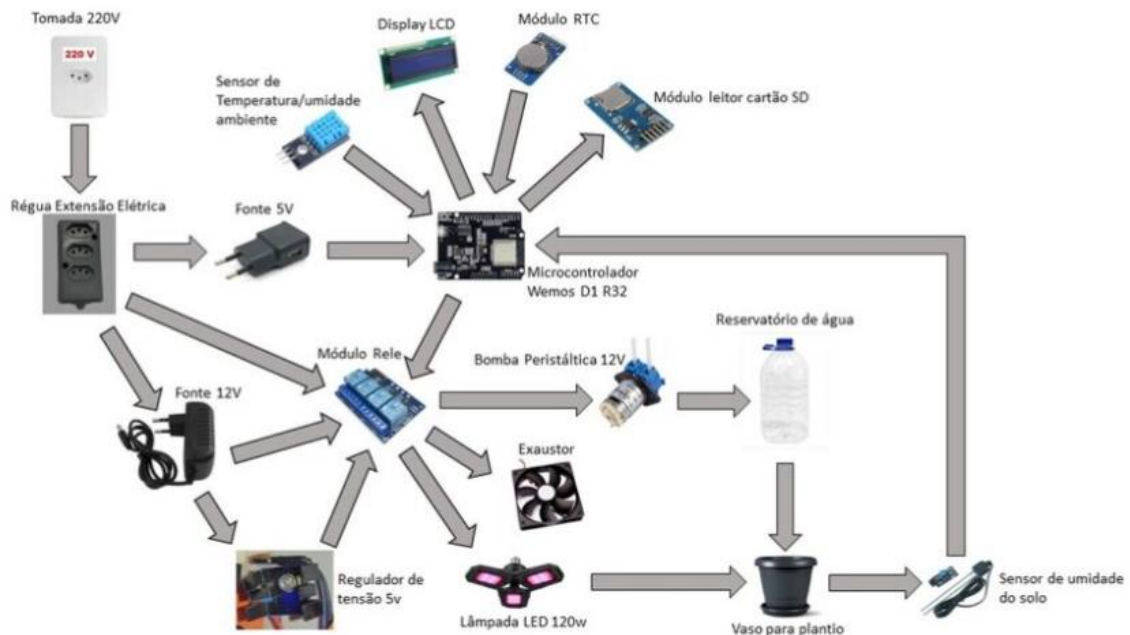 Tomada 220V
220 V
Display LCD
Módulo RTC
Sensor de
Temperatura/umidade
ambiente
Módulo leitor cartão SD
Régua Extensão Elétrica
Fonte 5V
Microcontrolador
Wemos D1 R32
Reservatório de água
Módulo Rele
Bomba Peristáltica 12V
Fonte 12V
Exaustor
Regulador de
tensão 5v
Lâmpada LED 120w
Vaso para plantio
Sensor de umidade
do solo